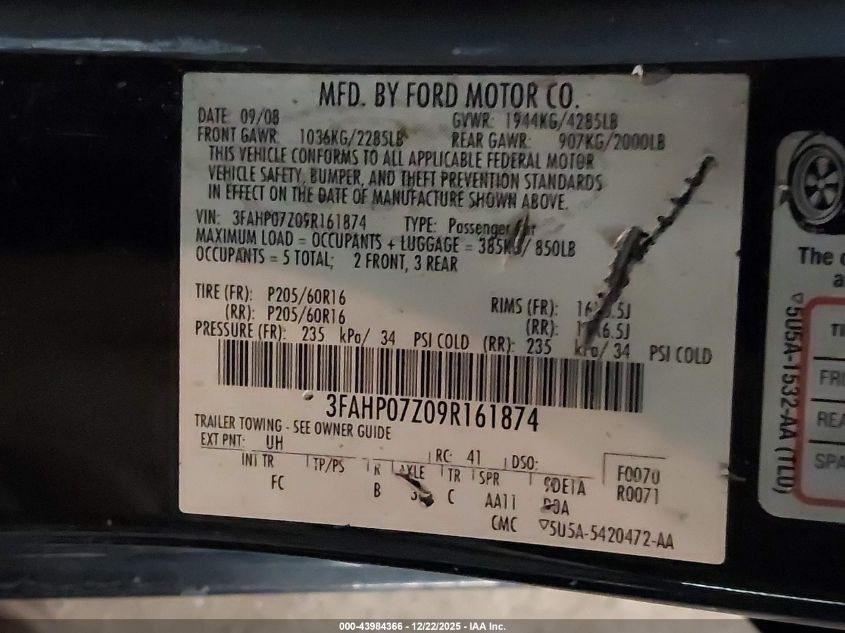 MFD. BY FORD MOTOR CO.
DATE: 09/08 GVWR: 1944KG/4285LB
FRONT GAWR: 1036KG/2285LB REAR GAWR: 907KG/2000LB
THIS VEHICLE CONFORMS TO ALL APPLICABLE FEDERAL MOTOR
VEHICLE SAFETY, BUMPER, AND THEFT PREVENTION STANDARDS
IN EFFECT ON THE DATE OF MANUFACTURE SHOWN ABOVE.
VIN: 3FAHP07Z09R161874 TYPE: Passenger
MAXIMUM LOAD = OCCUPANTS + LUGGAGE = 385KG/ 850LB
OCCUPANTS = 5 TOTAL; 2 FRONT, 3 REAR
TIRE (FR): P205/60R16 RIMS (FR):
(RR): P205/60R16 (RR):
PRESSURE (FR): 235 kPa/ 34 PSI COLD (RR): 235 kPa/ 34 PSI COLD
3FAHP07Z09R161874
TRAILER TOWING - SEE OWNER GUIDE
EXT PNT: UH RC: 41 DSO: F0070
INT TR TP/PS R AXLE TR SPR R0071
FC B C AA11
CMC ▽5U5A-5420472-AA
The
▽5U5A-1532-AA (TL0)
000-43984366 - 12/22/2025 - IAA Inc.